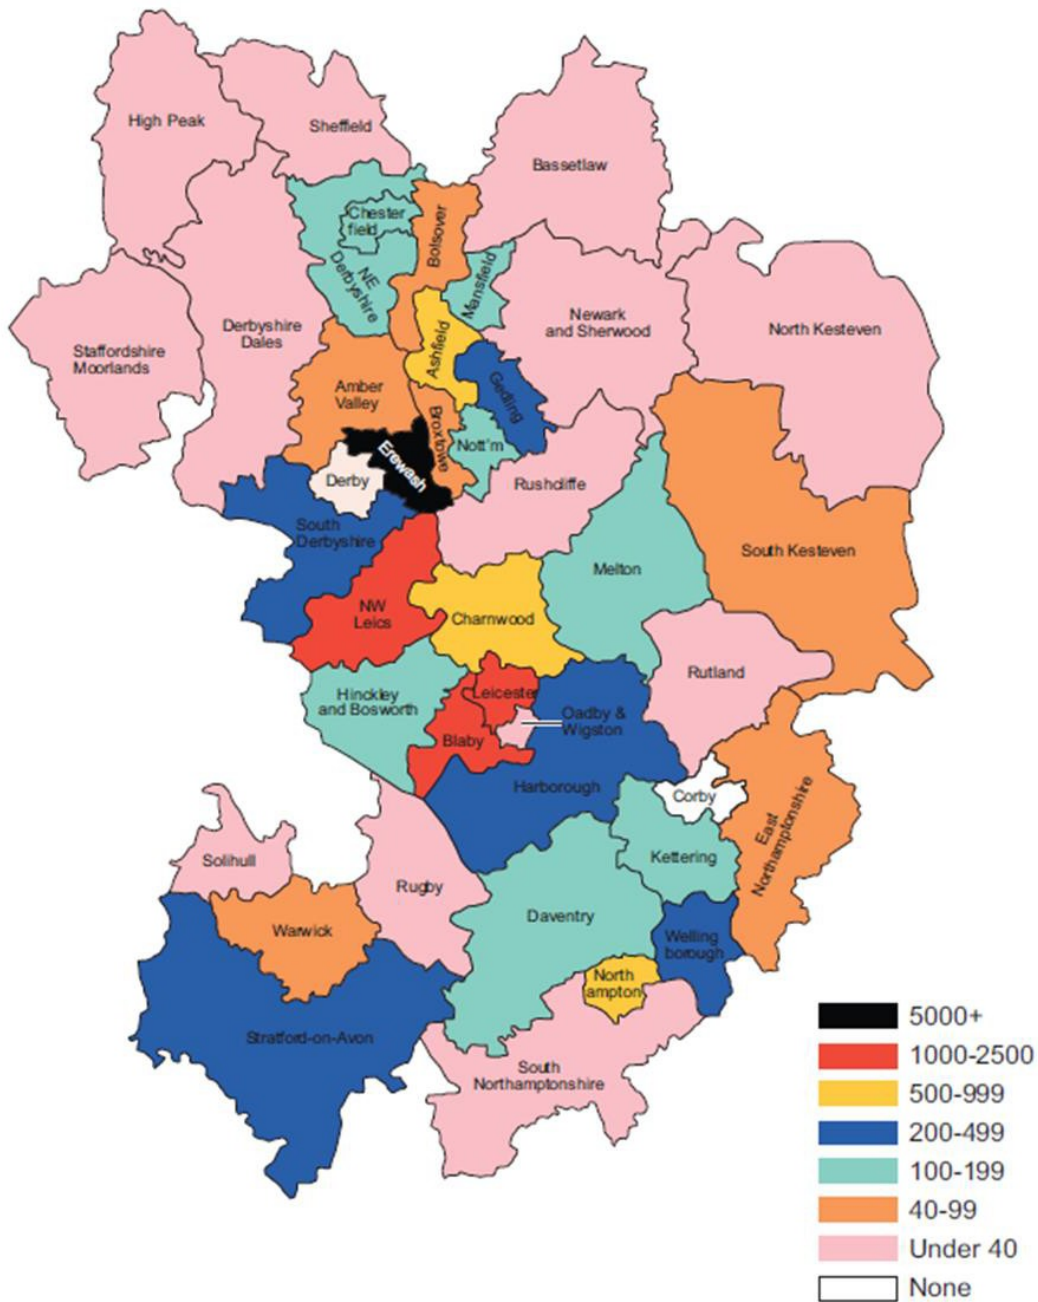 High Peak
Sheffield
Bassetlaw
Chester
field
Bolsover
NE
Derbyshire
Mansfield
Newark
and Sherwood
North Kesteven
Derbyshire
Dales
Staffordshire
Moorlands
Ashfield
Gedling
Amber
Valley
Broxtowe
Nott'm
Erewash
Derby
Rushcliffe
South
Derbyshire
South Kesteven
Melton
NW
Leics
Charnwood
Rutland
Hinckley
and Bosworth
Leicester
Oadby &
Wigston
Blaby
Harborough
Corby
East
Northamptonshire
Solihull
Rugby
Kettering
Warwick
Daventry
Welling
borough
North
ampton
Stratford-on-Avon
South
Northamptonshire
5000+
1000-2500
500-999
200-499
100-199
40-99
Under 40
None